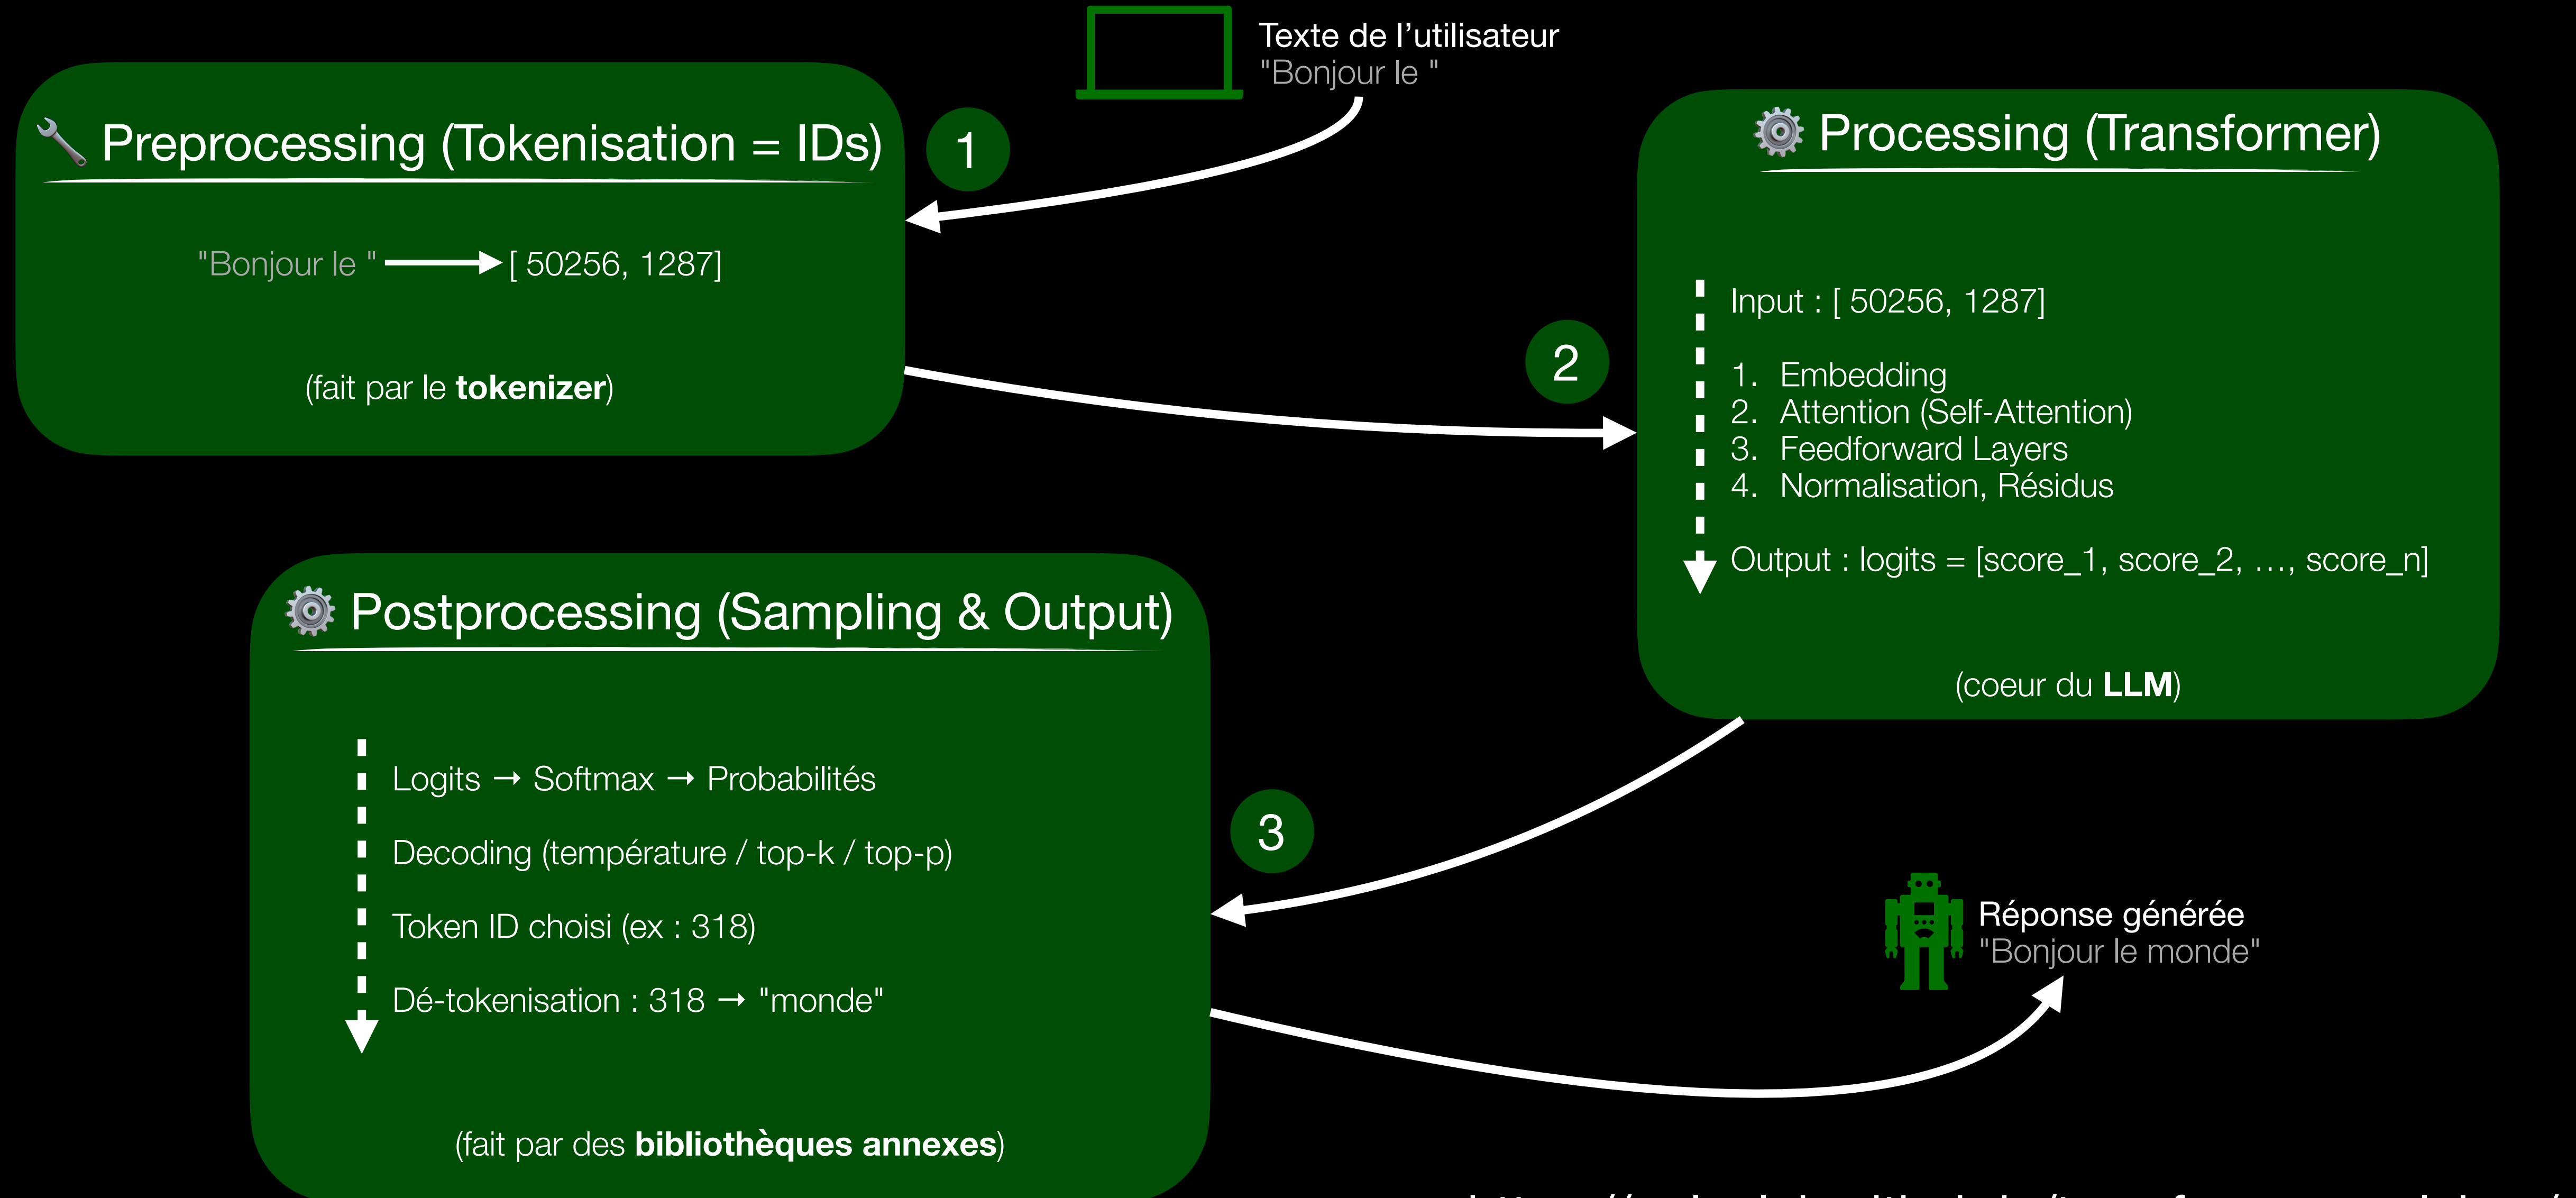 Texte de l’utilisateur
"Bonjour le "
Preprocessing (Tokenisation = IDs)
"Bonjour le " [ 50256, 1287]
(fait par le tokenizer)
1
2
Processing (Transformer)
Input : [ 50256, 1287]
1. Embedding
2. Attention (Self-Attention)
3. Feedforward Layers
4. Normalisation, Résidus
Output : logits = [score_1, score_2, …, score_n]
(coeur du LLM)
3
Postprocessing (Sampling & Output)
Logits → Softmax → Probabilités
Decoding (température / top-k / top-p)
Token ID choisi (ex : 318)
Dé-tokenisation : 318 → "monde"
(fait par des bibliothèques annexes)
Réponse générée
"Bonjour le monde"